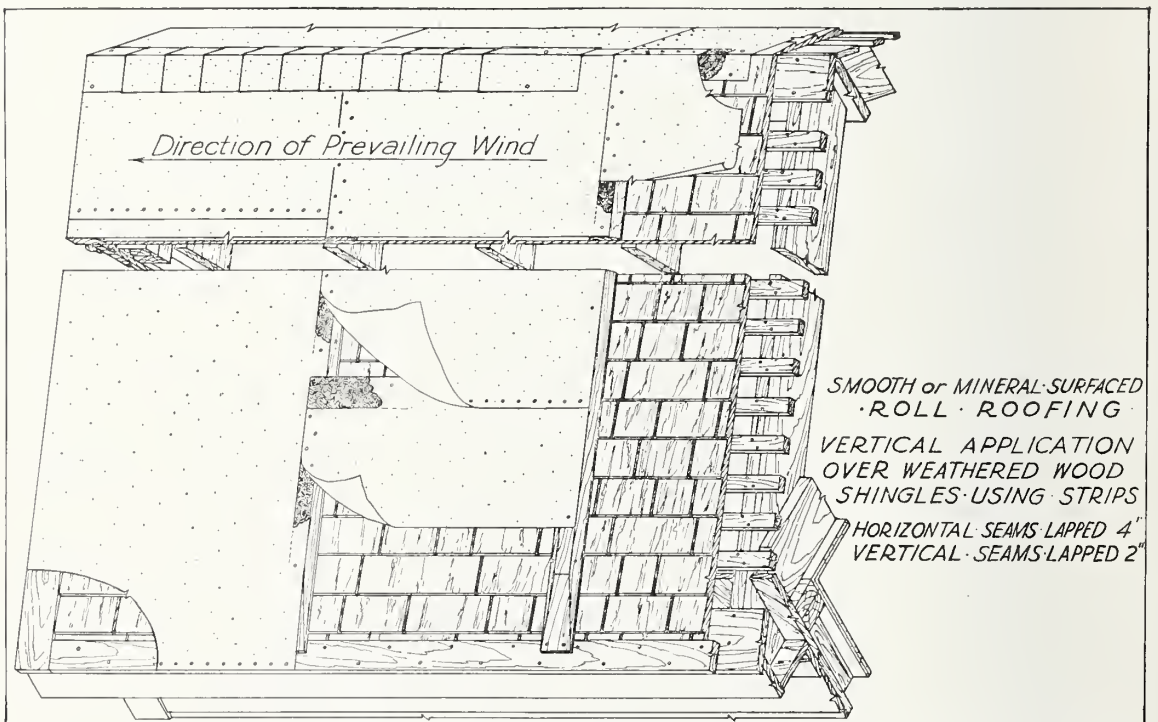 Direction of Prevailing Wind
SMOOTH or MINERAL·SURFACED
·ROLL·ROOFING
VERTICAL APPLICATION
OVER WEATHERED WOOD
SHINGLES·USING STRIPS
HORIZONTAL·SEAMS·LAPPED 4"
VERTICAL·SEAMS·LAPPED 2"